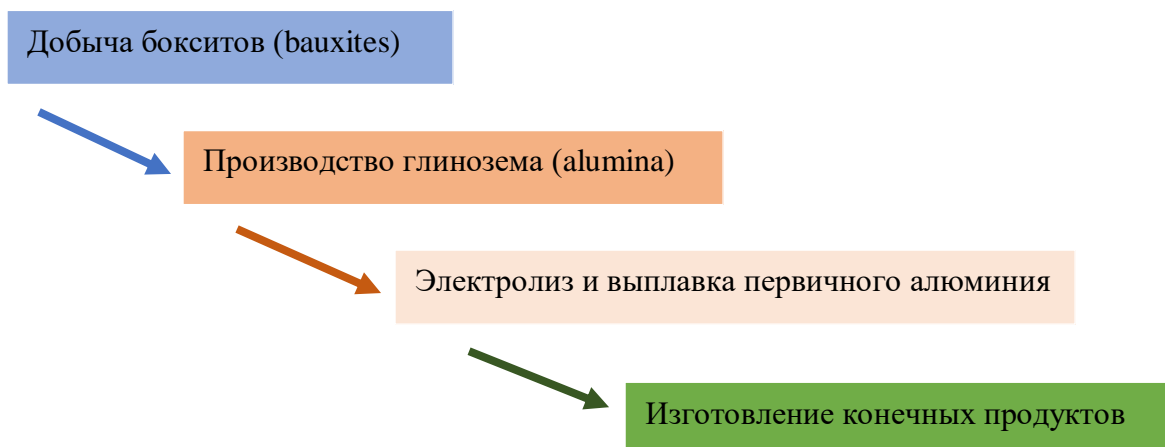 Добыча бокситов (bauxites)
Производство глинозема (alumina)
Электролиз и выплавка первичного алюминия
Изготовление конечных продуктов